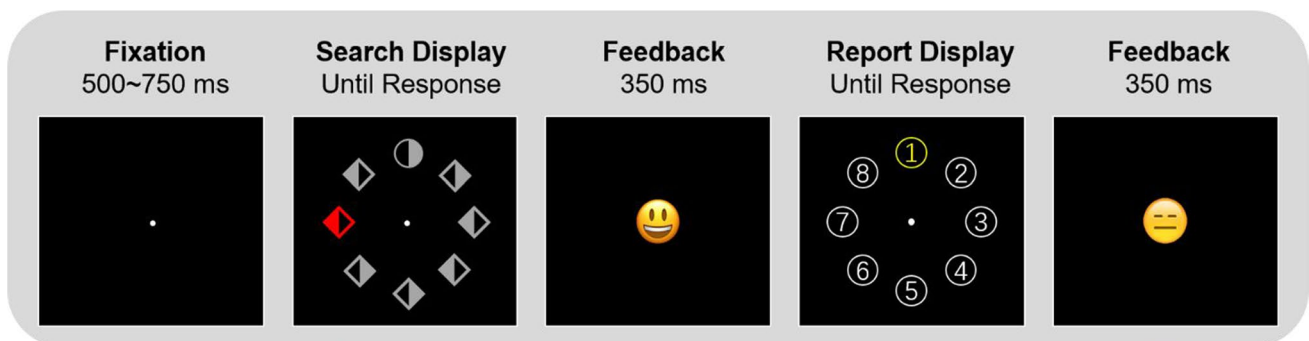 Fixation
500~750 ms
Search Display
Until Response
Feedback
350 ms
Report Display
Until Response
Feedback
350 ms
①
②
③
④
⑤
⑥
⑦
⑧